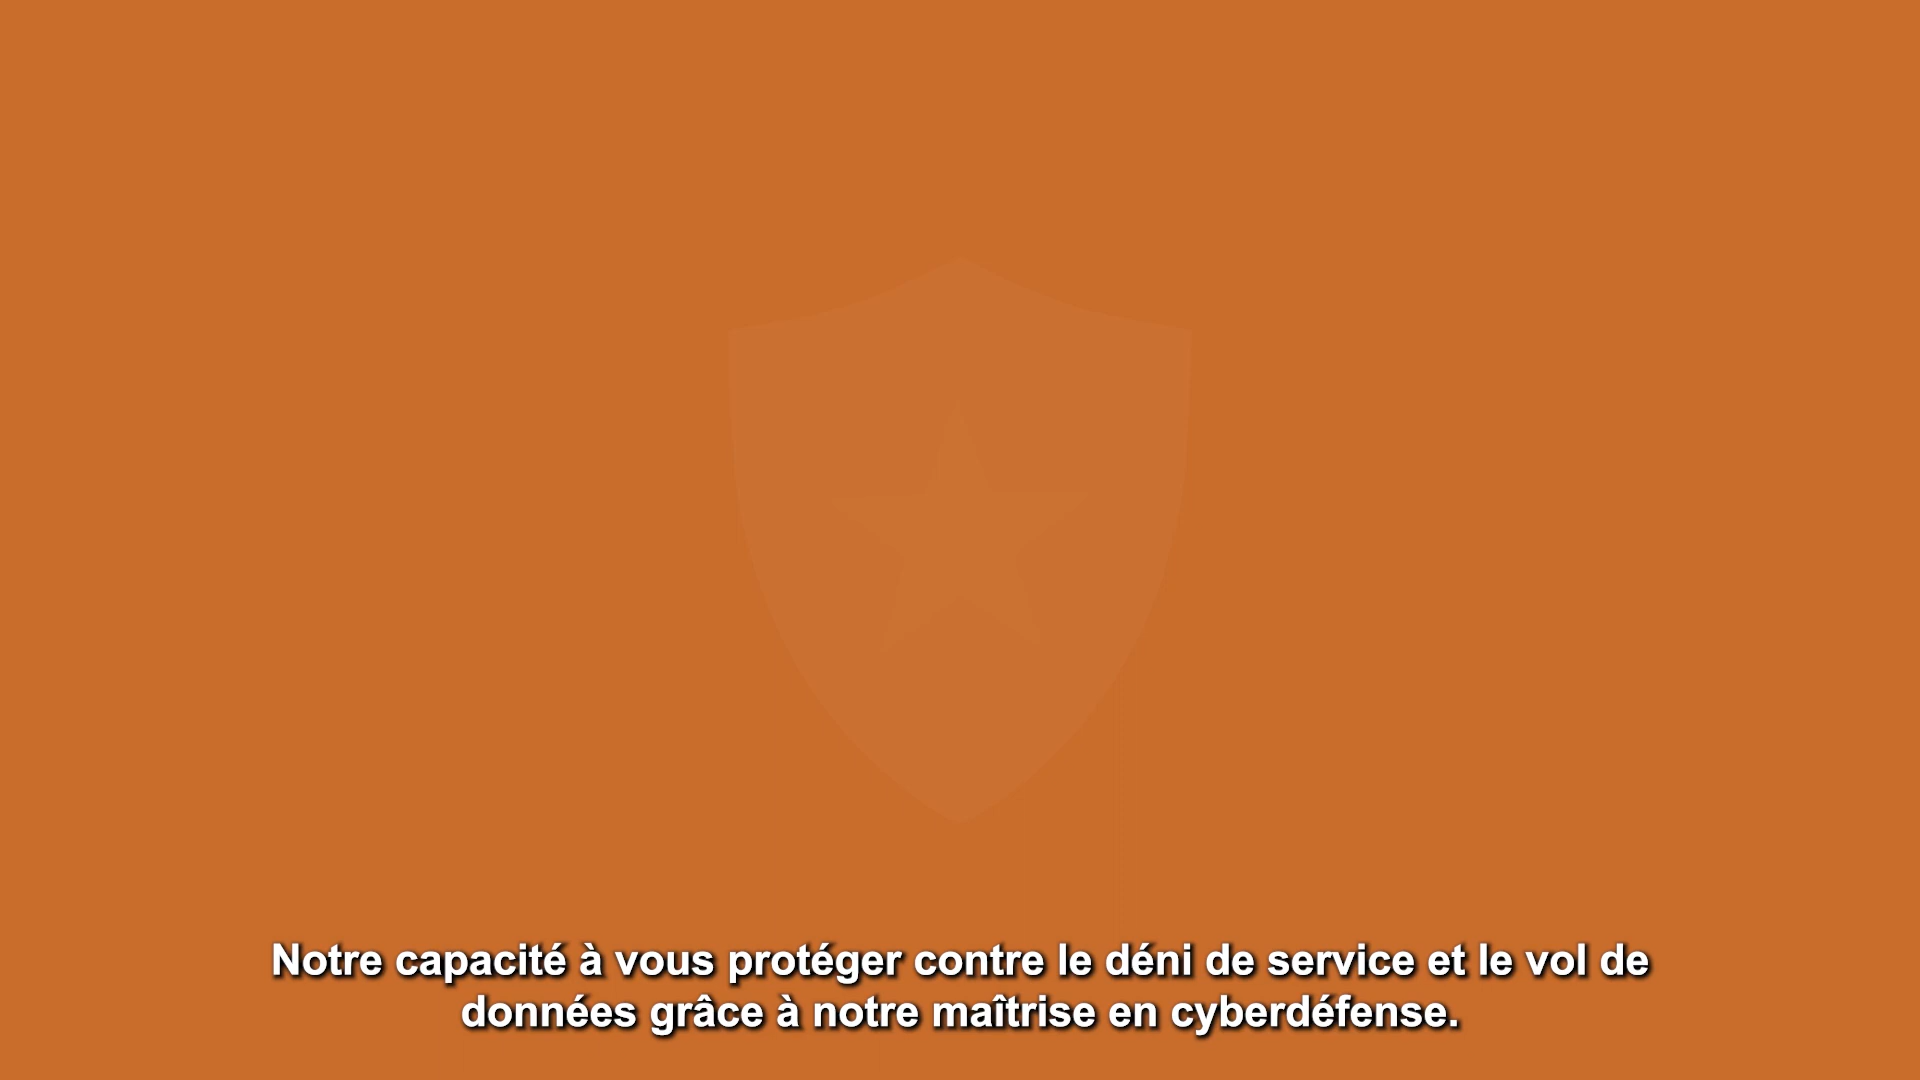 Notre capacité à vous protéger contre le déni de service et le vol de
données grâce à notre maîtrise en cyberdéfense.